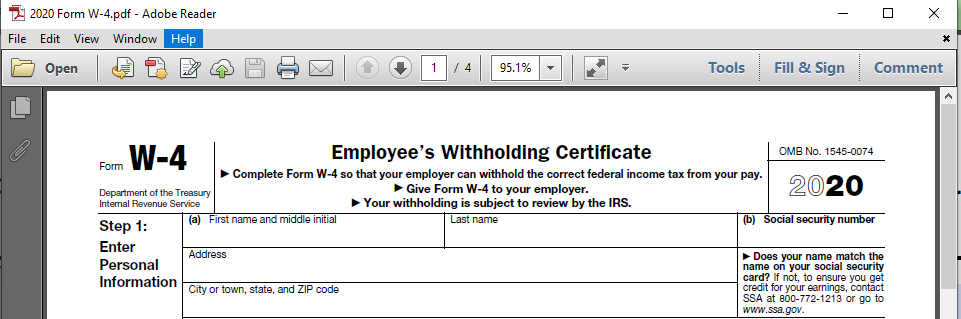 2020 Form W-4.pdf - Adobe Reader
File Edit View Window Help
Open 1 / 4 95.1% Tools Fill & Sign Comment
Form W-4
Department of the Treasury
Internal Revenue Service
Employee's Withholding Certificate
▶ Complete Form W-4 so that your employer can withhold the correct federal income tax from your pay.
▶ Give Form W-4 to your employer.
▶ Your withholding is subject to review by the IRS.
OMB No. 1545-0074
2020
Step 1:
Enter
Personal
Information
(a) First name and middle initial
Last name
Address
City or town, state, and ZIP code
(b) Social security number
▶ Does your name match the
name on your social security
card? If not, to ensure you get
credit for your earnings, contact
SSA at 800-772-1213 or go to
www.ssa.gov.